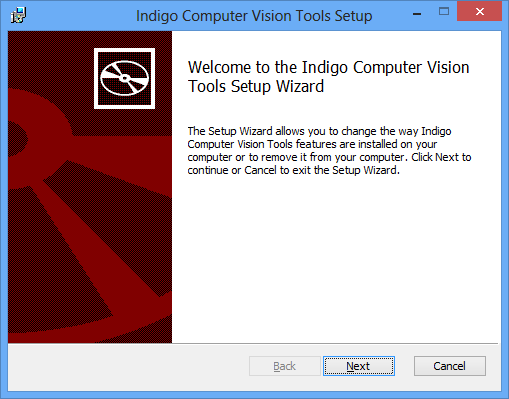 Indigo Computer Vision Tools Setup
Welcome to the Indigo Computer Vision
Tools Setup Wizard
The Setup Wizard allows you to change the way Indigo
Computer Vision Tools features are installed on your
computer or to remove it from your computer. Click Next to
continue or Cancel to exit the Setup Wizard.
Back Next Cancel